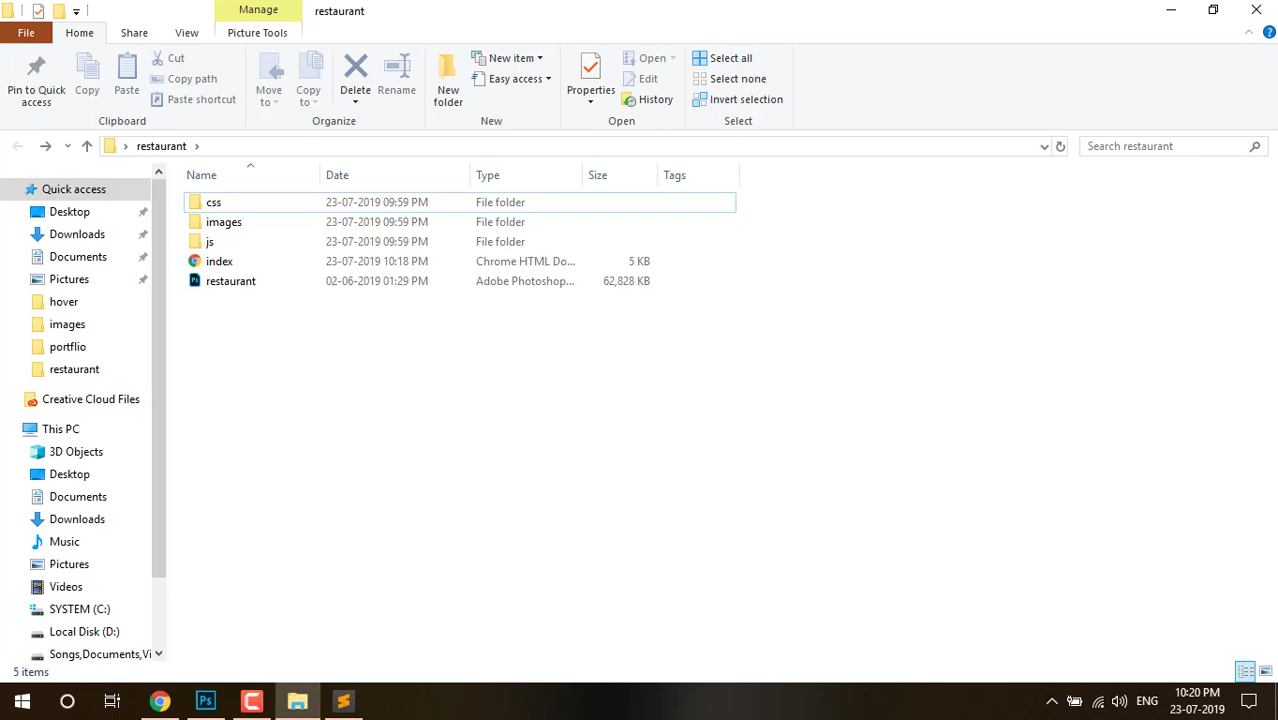 Manage
restaurant
File
Home
Share
View
Picture Tools
Pin to Quick access
Copy
Paste
Cut
Copy path
Paste shortcut
Clipboard
Move to
Copy to
Delete
Rename
Organize
New folder
New item
Easy access
New
Properties
Open
Edit
History
Open
Select all
Select none
Invert selection
Select
restaurant
Search restaurant
Name Date Type Size Tags
css 23-07-2019 09:59 PM File folder
images 23-07-2019 09:59 PM File folder
js 23-07-2019 09:59 PM File folder
index 23-07-2019 10:18 PM Chrome HTML Do... 5 KB
restaurant 02-06-2019 01:29 PM Adobe Photoshop... 62,828 KB
Quick access
Desktop
Downloads
Documents
Pictures
hover
images
portflio
restaurant
Creative Cloud Files
This PC
3D Objects
Desktop
Documents
Downloads
Music
Pictures
Videos
SYSTEM (C:)
Local Disk (D:)
Songs,Documents,Vi
5 items
Ps
ENG
10:20 PM
23-07-2019